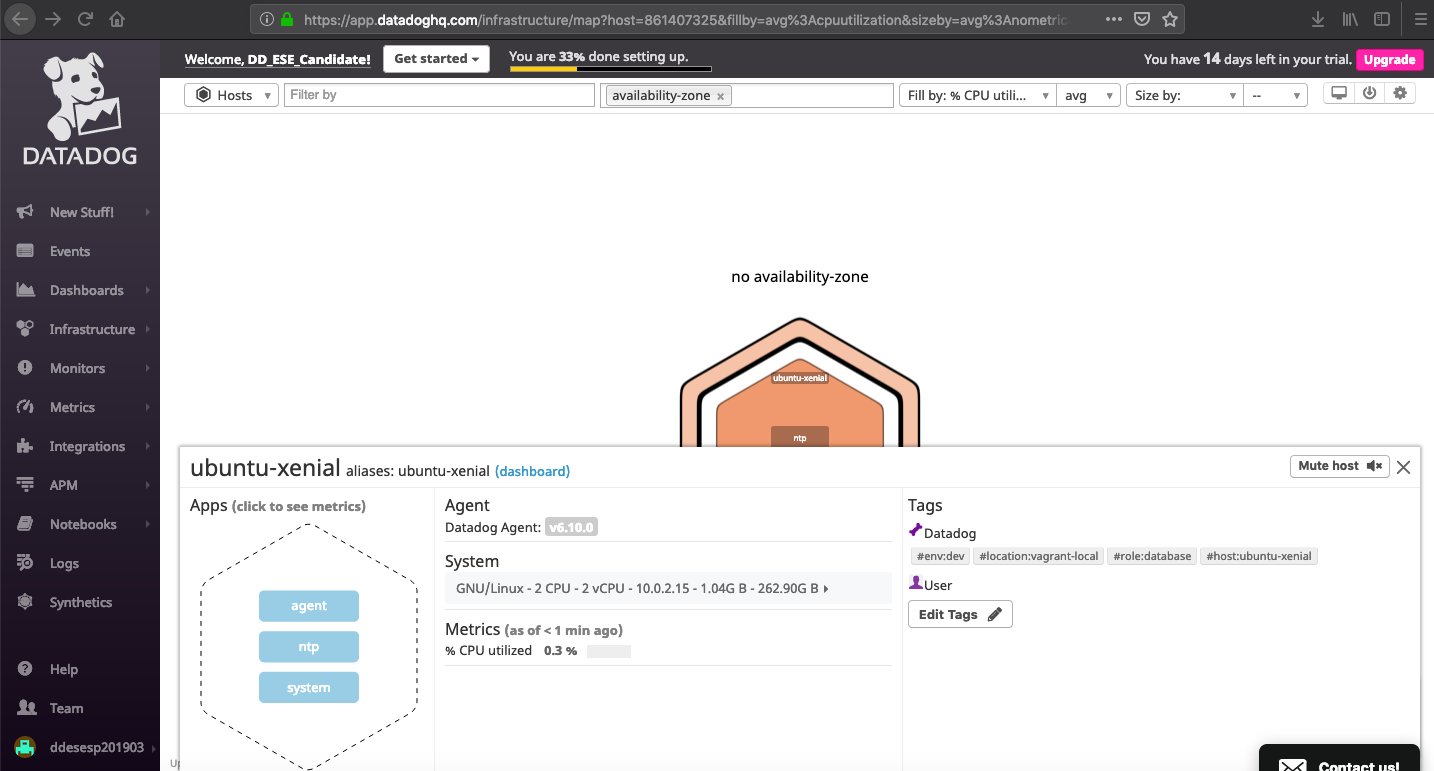 https://app.datadoghq.com/infrastructure/map?host=861407325&fillby=avg%3Acpuutilization&sizeby=avg%3Anometric
Welcome, DD_ESE_Candidate!
Get started
You are 33% done setting up.
You have 14 days left in your trial.
Upgrade
DATADOG
Hosts
Filter by
availability-zone ×
Fill by: % CPU utili...
avg
Size by:
--
New Stuff!
Events
Dashboards
Infrastructure
Monitors
Metrics
Integrations
APM
Notebooks
Logs
Synthetics
Help
Team
ddesesp201903
no availability-zone
ubuntu-xenial
ntp
ubuntu-xenial aliases: ubuntu-xenial (dashboard)
Mute host
Apps (click to see metrics)
agent
ntp
system
Agent
Datadog Agent: v6.10.0
System
GNU/Linux - 2 CPU - 2 vCPU - 10.0.2.15 - 1.04G B - 262.90G B
Metrics (as of < 1 min ago)
% CPU utilized 0.3 %
Tags
Datadog
#env:dev #location:vagrant-local #role:database #host:ubuntu-xenial
User
Edit Tags
Contact us!